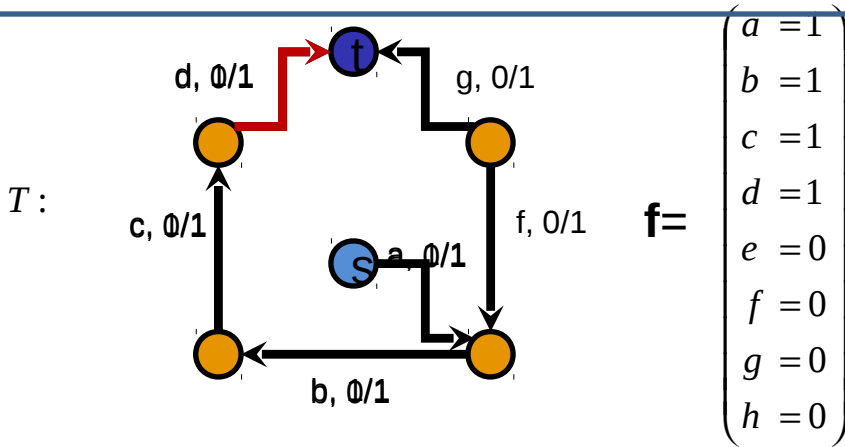 t
d, 0/1
g, 0/1
T :
c, 0/1
f, 0/1
s
a, 0/1
b, 0/1
f=
a =1
b =1
c =1
d =1
e =0
f =0
g =0
h =0